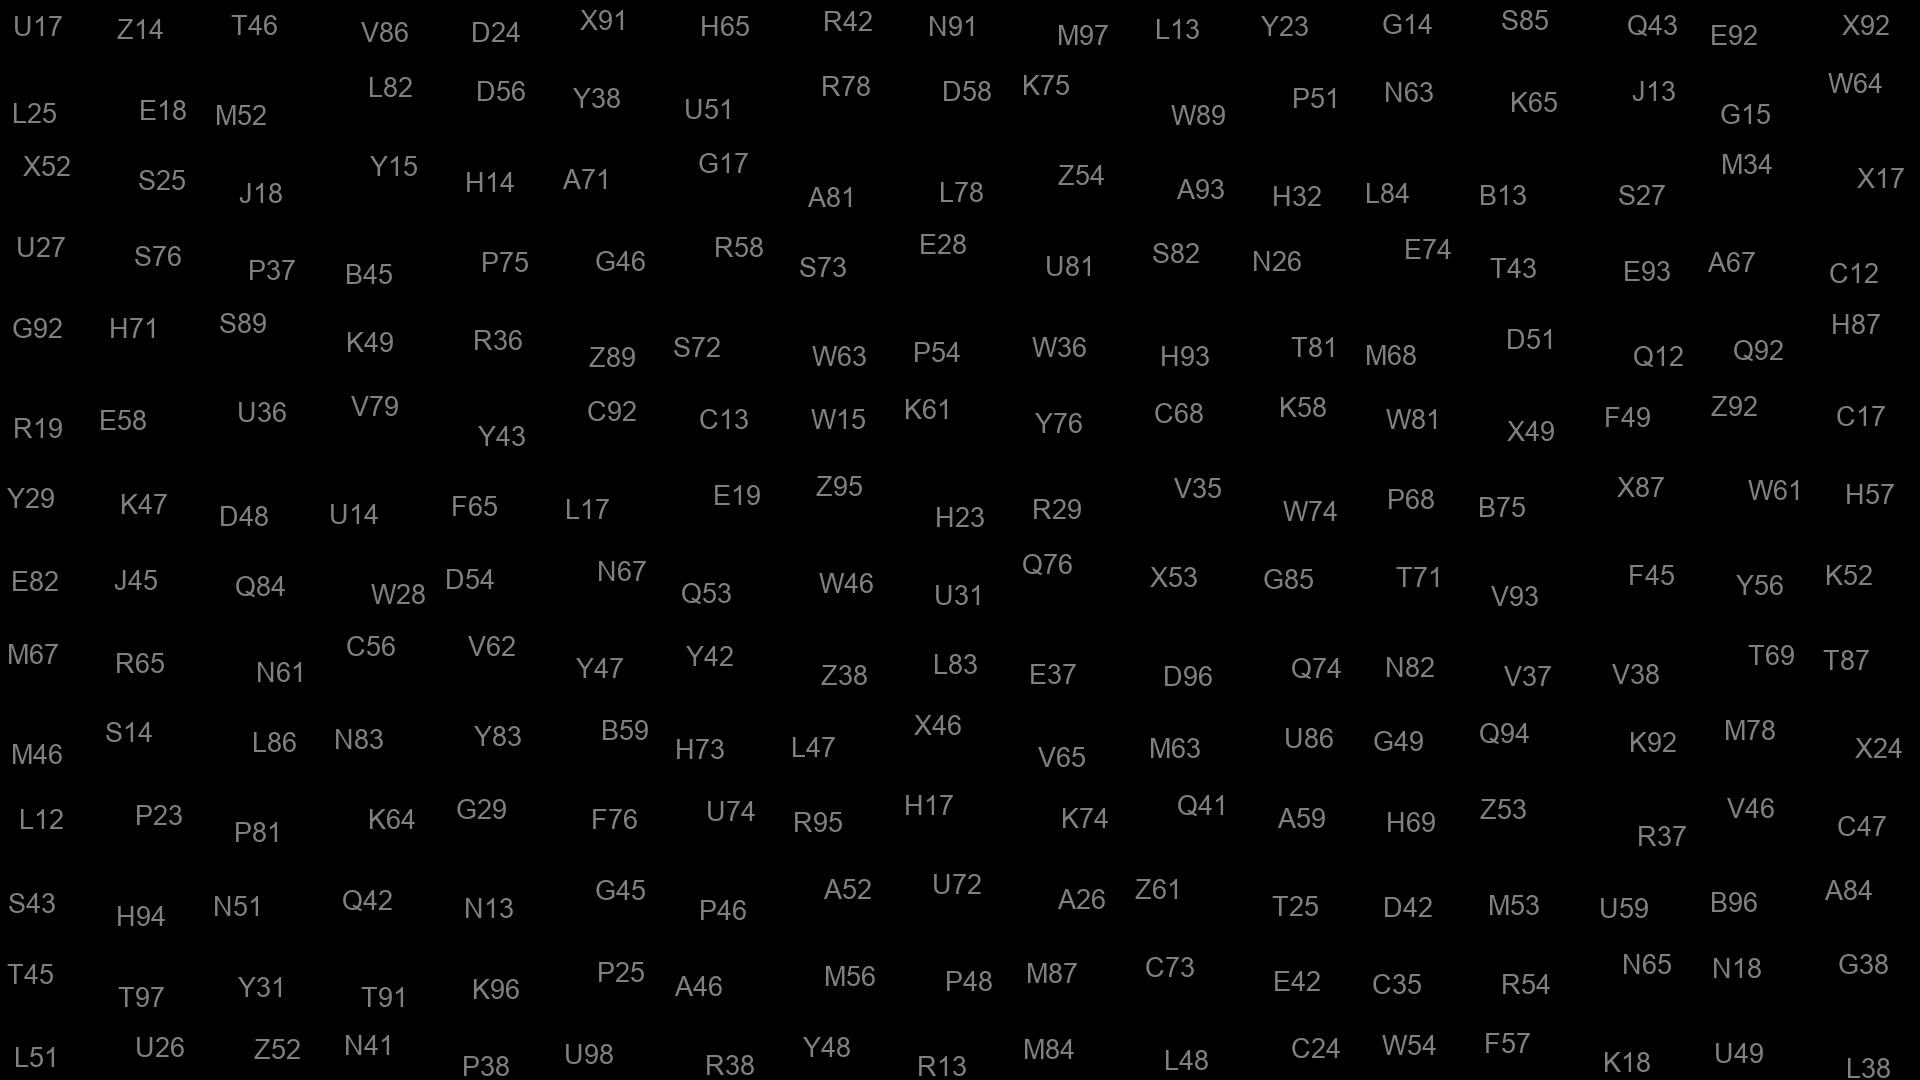 U17 Z14 T46 V86 D24 X91 H65 R42 N91 M97 L13 Y23 G14 S85 Q43 E92 X92
L25 E18 M52 L82 D56 Y38 U51 R78 D58 K75 W89 P51 N63 K65 J13 G15 W64
X52 S25 J18 Y15 H14 A71 G17 A81 L78 Z54 A93 H32 L84 B13 S27 M34 X17
U27 S76 P37 B45 P75 G46 R58 S73 E28 U81 S82 N26 E74 T43 E93 A67 C12
G92 H71 S89 K49 R36 Z89 S72 W63 P54 W36 H93 T81 M68 D51 Q12 Q92 H87
R19 E58 U36 V79 Y43 C92 C13 W15 K61 Y76 C68 K58 W81 X49 F49 Z92 C17
Y29 K47 D48 U14 F65 L17 E19 Z95 H23 R29 V35 W74 P68 B75 X87 W61 H57
E82 J45 Q84 W28 D54 N67 Q53 W46 U31 Q76 X53 G85 T71 V93 F45 Y56 K52
M67 R65 N61 C56 V62 Y47 Y42 Z38 L83 E37 D96 Q74 N82 V37 V38 T69 T87
M46 S14 L86 N83 Y83 B59 H73 L47 X46 V65 M63 U86 G49 Q94 K92 M78 X24
L12 P23 P81 K64 G29 F76 U74 R95 H17 K74 Q41 A59 H69 Z53 R37 V46 C47
S43 H94 N51 Q42 N13 G45 P46 A52 U72 A26 Z61 T25 D42 M53 U59 B96 A84
T45 T97 Y31 T91 K96 P25 A46 M56 P48 M87 C73 E42 C35 R54 N65 N18 G38
L51 U26 Z52 N41 P38 U98 R38 Y48 R13 M84 L48 C24 W54 F57 K18 U49 L38